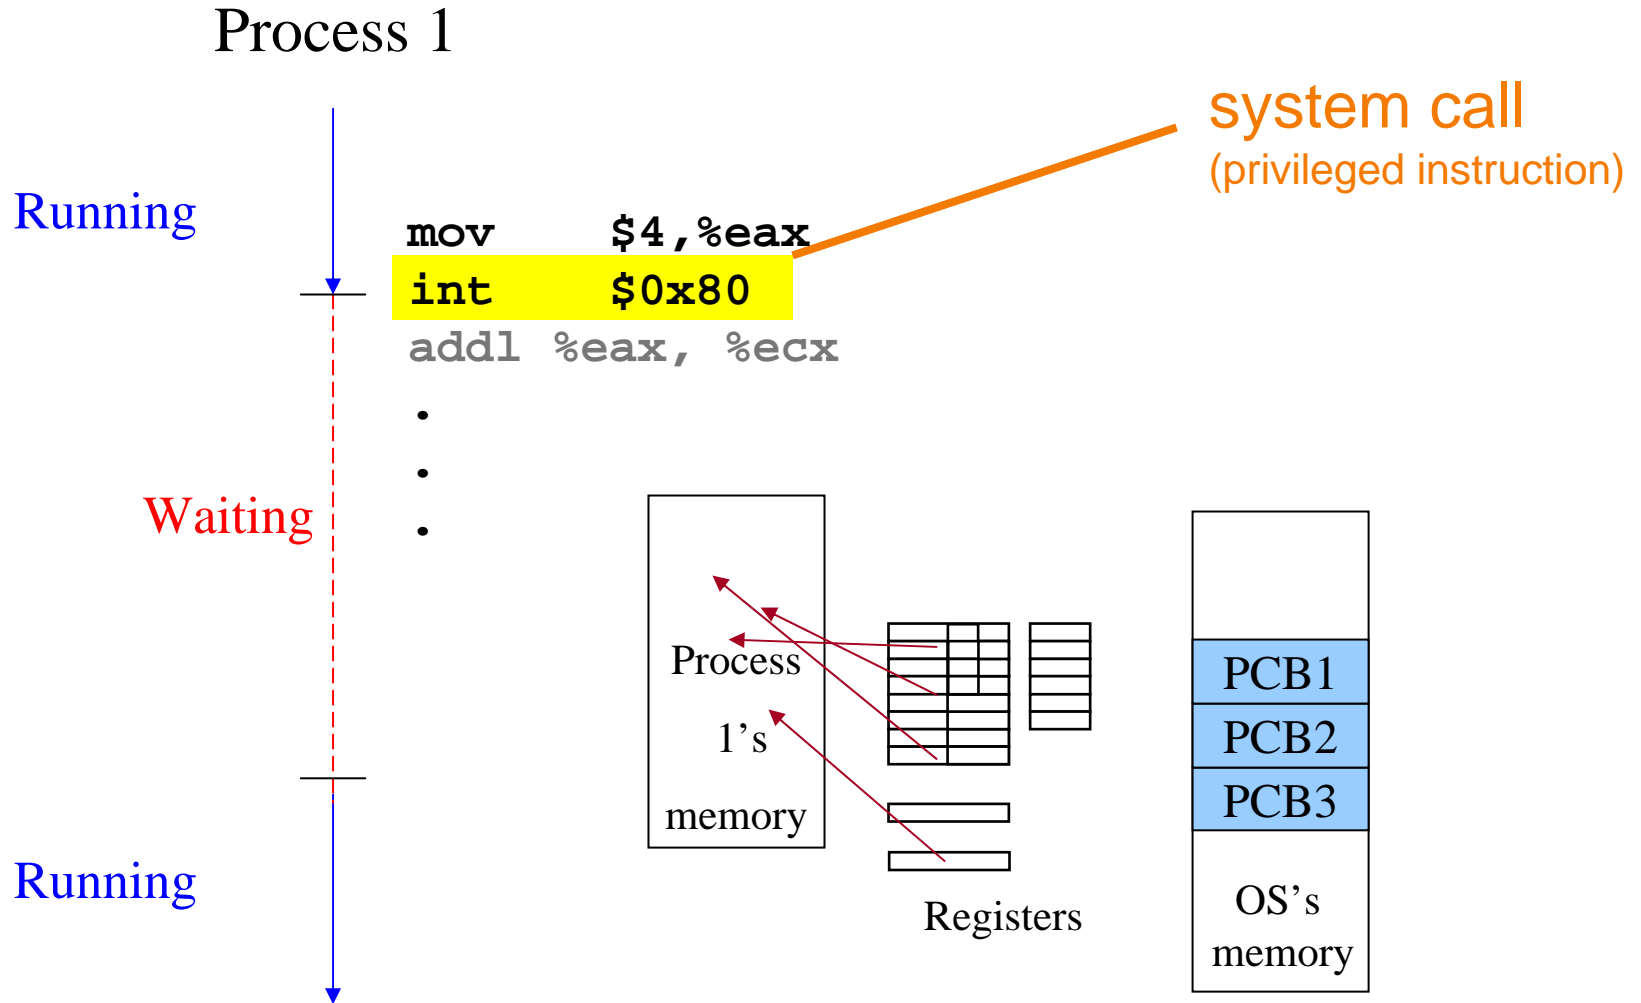 Process 1
system call
(privileged instruction)
Running
mov $4,%eax
int $0x80
addl %eax, %ecx
.
.
.
Waiting
Process
1’s
memory
PCB1
PCB2
PCB3
Running
Registers
OS’s
memory